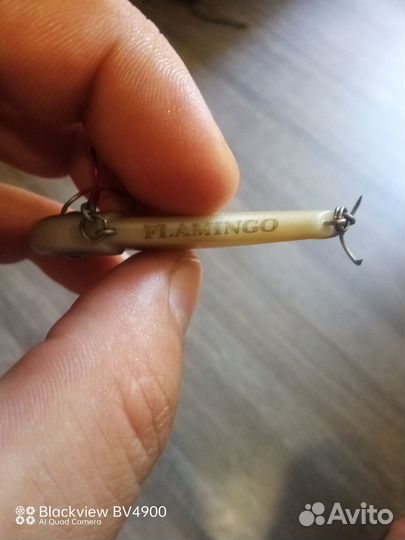 FLAMINGO
Blackview BV4900
AI Quad Camera
Avito